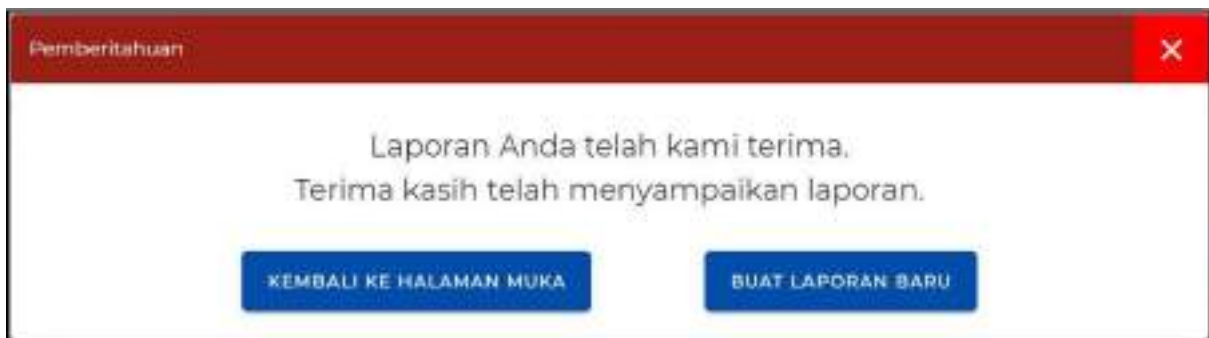 Pemberitahuan
Laporan Anda telah kami terima.
Terima kasih telah menyampaikan laporan.
KEMBALI KE HALAMAN MUKA
BUAT LAPORAN BARU